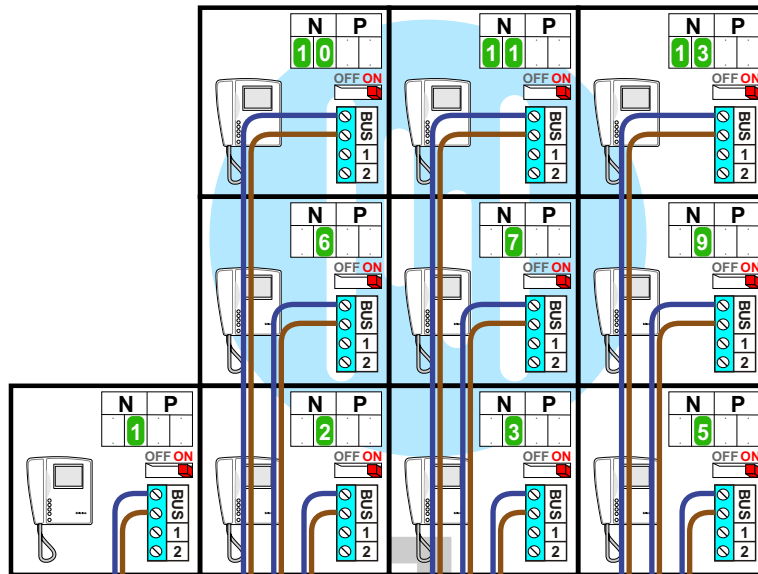 N P N P N P
10 11 13
OFF ON OFF ON OFF ON
BUS BUS BUS
1 1 1
2 2 2
N P N P N P
6 7 9
OFF ON OFF ON OFF ON
BUS BUS BUS
1 1 1
2 2 2
N P N P N P N P
1 2 3 5
OFF ON OFF ON OFF ON OFF ON
BUS BUS BUS BUS
1 1 1 1
2 2 2 2